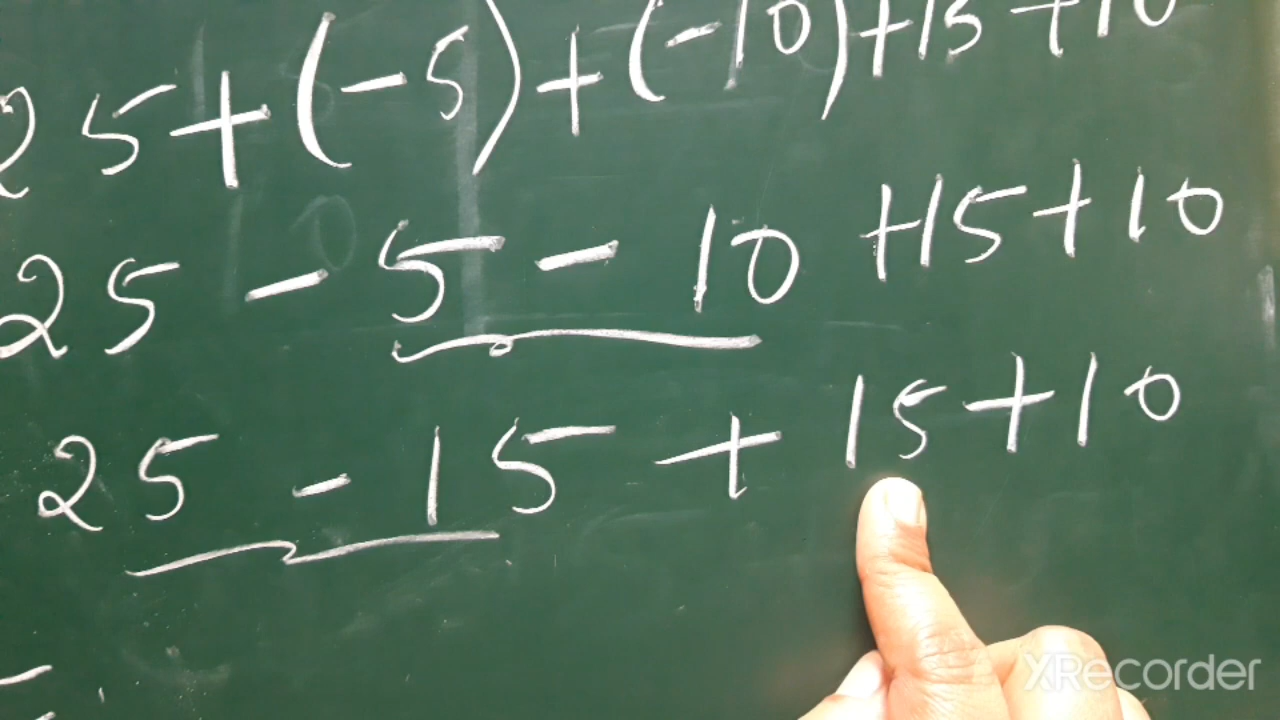 25+(-5)+(-10)+15+10
25 - 5 - 10 +15+10
25 - 15 + 15+10
XRecorder